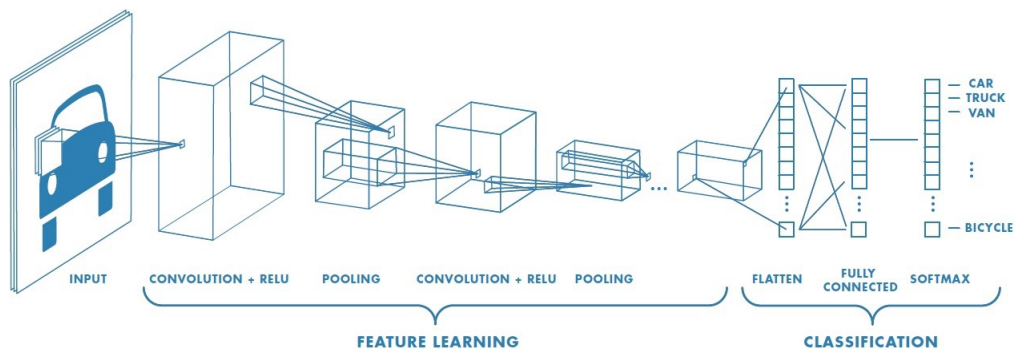 CAR
TRUCK
VAN
BICYCLE
INPUT
CONVOLUTION + RELU
POOLING
CONVOLUTION + RELU
POOLING
FLATTEN
FULLY
CONNECTED
SOFTMAX
FEATURE LEARNING
CLASSIFICATION